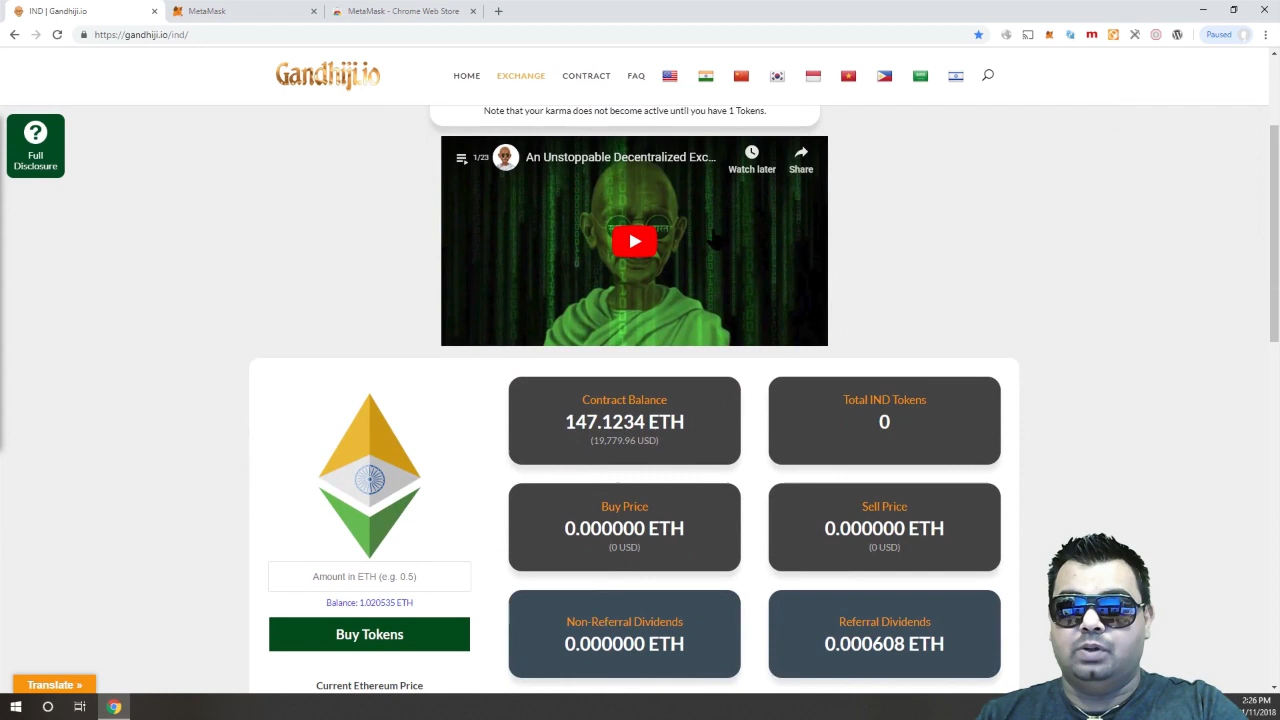 IND | Gandhiji.io
MetaMask
MetaMask - Chrome Web Store
https://gandhiji.io/ind/
Paused
Gandhiji.io
HOME
EXCHANGE
CONTRACT
FAQ
Note that your karma does not become active until you have 1 Tokens.
?
Full
Disclosure
1/23
An Unstoppable Decentralized Exc...
Watch later
Share
Contract Balance
147.1234 ETH
(19,779.96 USD)
Total IND Tokens
0
Buy Price
0.000000 ETH
(0 USD)
Sell Price
0.000000 ETH
(0 USD)
Amount in ETH (e.g. 0.5)
Balance: 1.020535 ETH
Buy Tokens
Non-Referral Dividends
0.000000 ETH
Referral Dividends
0.000608 ETH
Current Ethereum Price
Translate »
2:26 PM
/11/2018